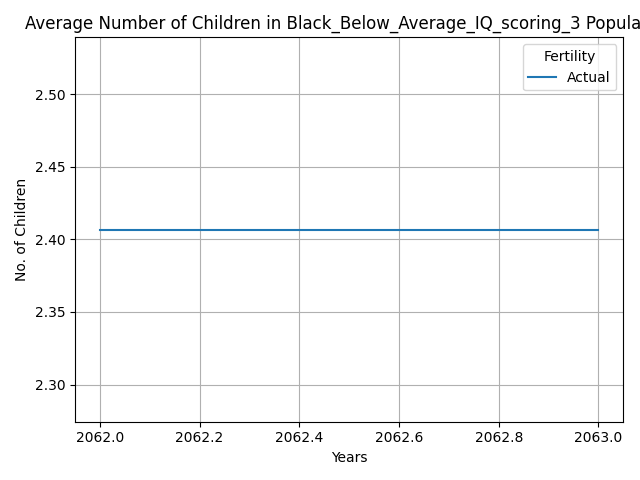 Average Number of Children in Black_Below_Average_IQ_scoring_3 Popula
Fertility
Actual
2.50
2.45
2.40
2.35
2.30
No. of Children
2062.0 2062.2 2062.4 2062.6 2062.8 2063.0
Years